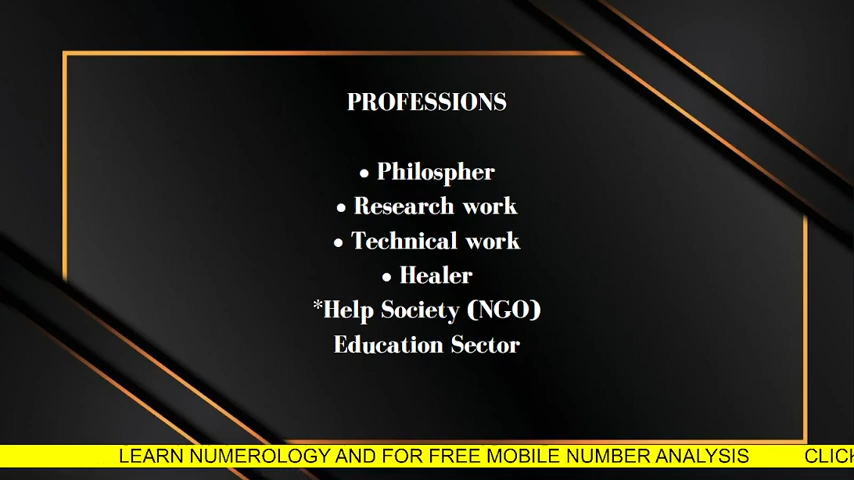 PROFESSIONS
• Philospher
• Research work
• Technical work
• Healer
*Help Society (NGO)
Education Sector
LEARN NUMEROLOGY AND FOR FREE MOBILE NUMBER ANALYSIS